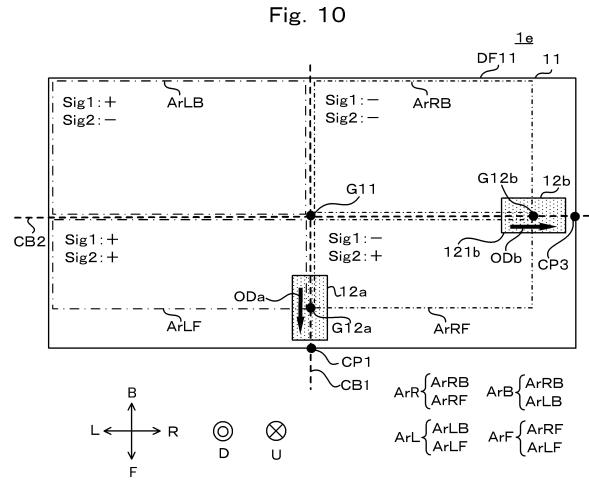 Fig. 10
1e
DF11 11
ArLB ArRB
Sig1: + Sig1: −
Sig2: − Sig2: −
G11 G12b 12b
CB2
Sig1: + Sig1: −
Sig2: + Sig2: +
121b ODb CP3
ODa 12a
ArLF G12a ArRF
CP1
CB1
B
L R
F
D U
ArR { ArRB ArB { ArRB
ArRF ArLB
ArL { ArLB ArF { ArRF
ArLF ArLF